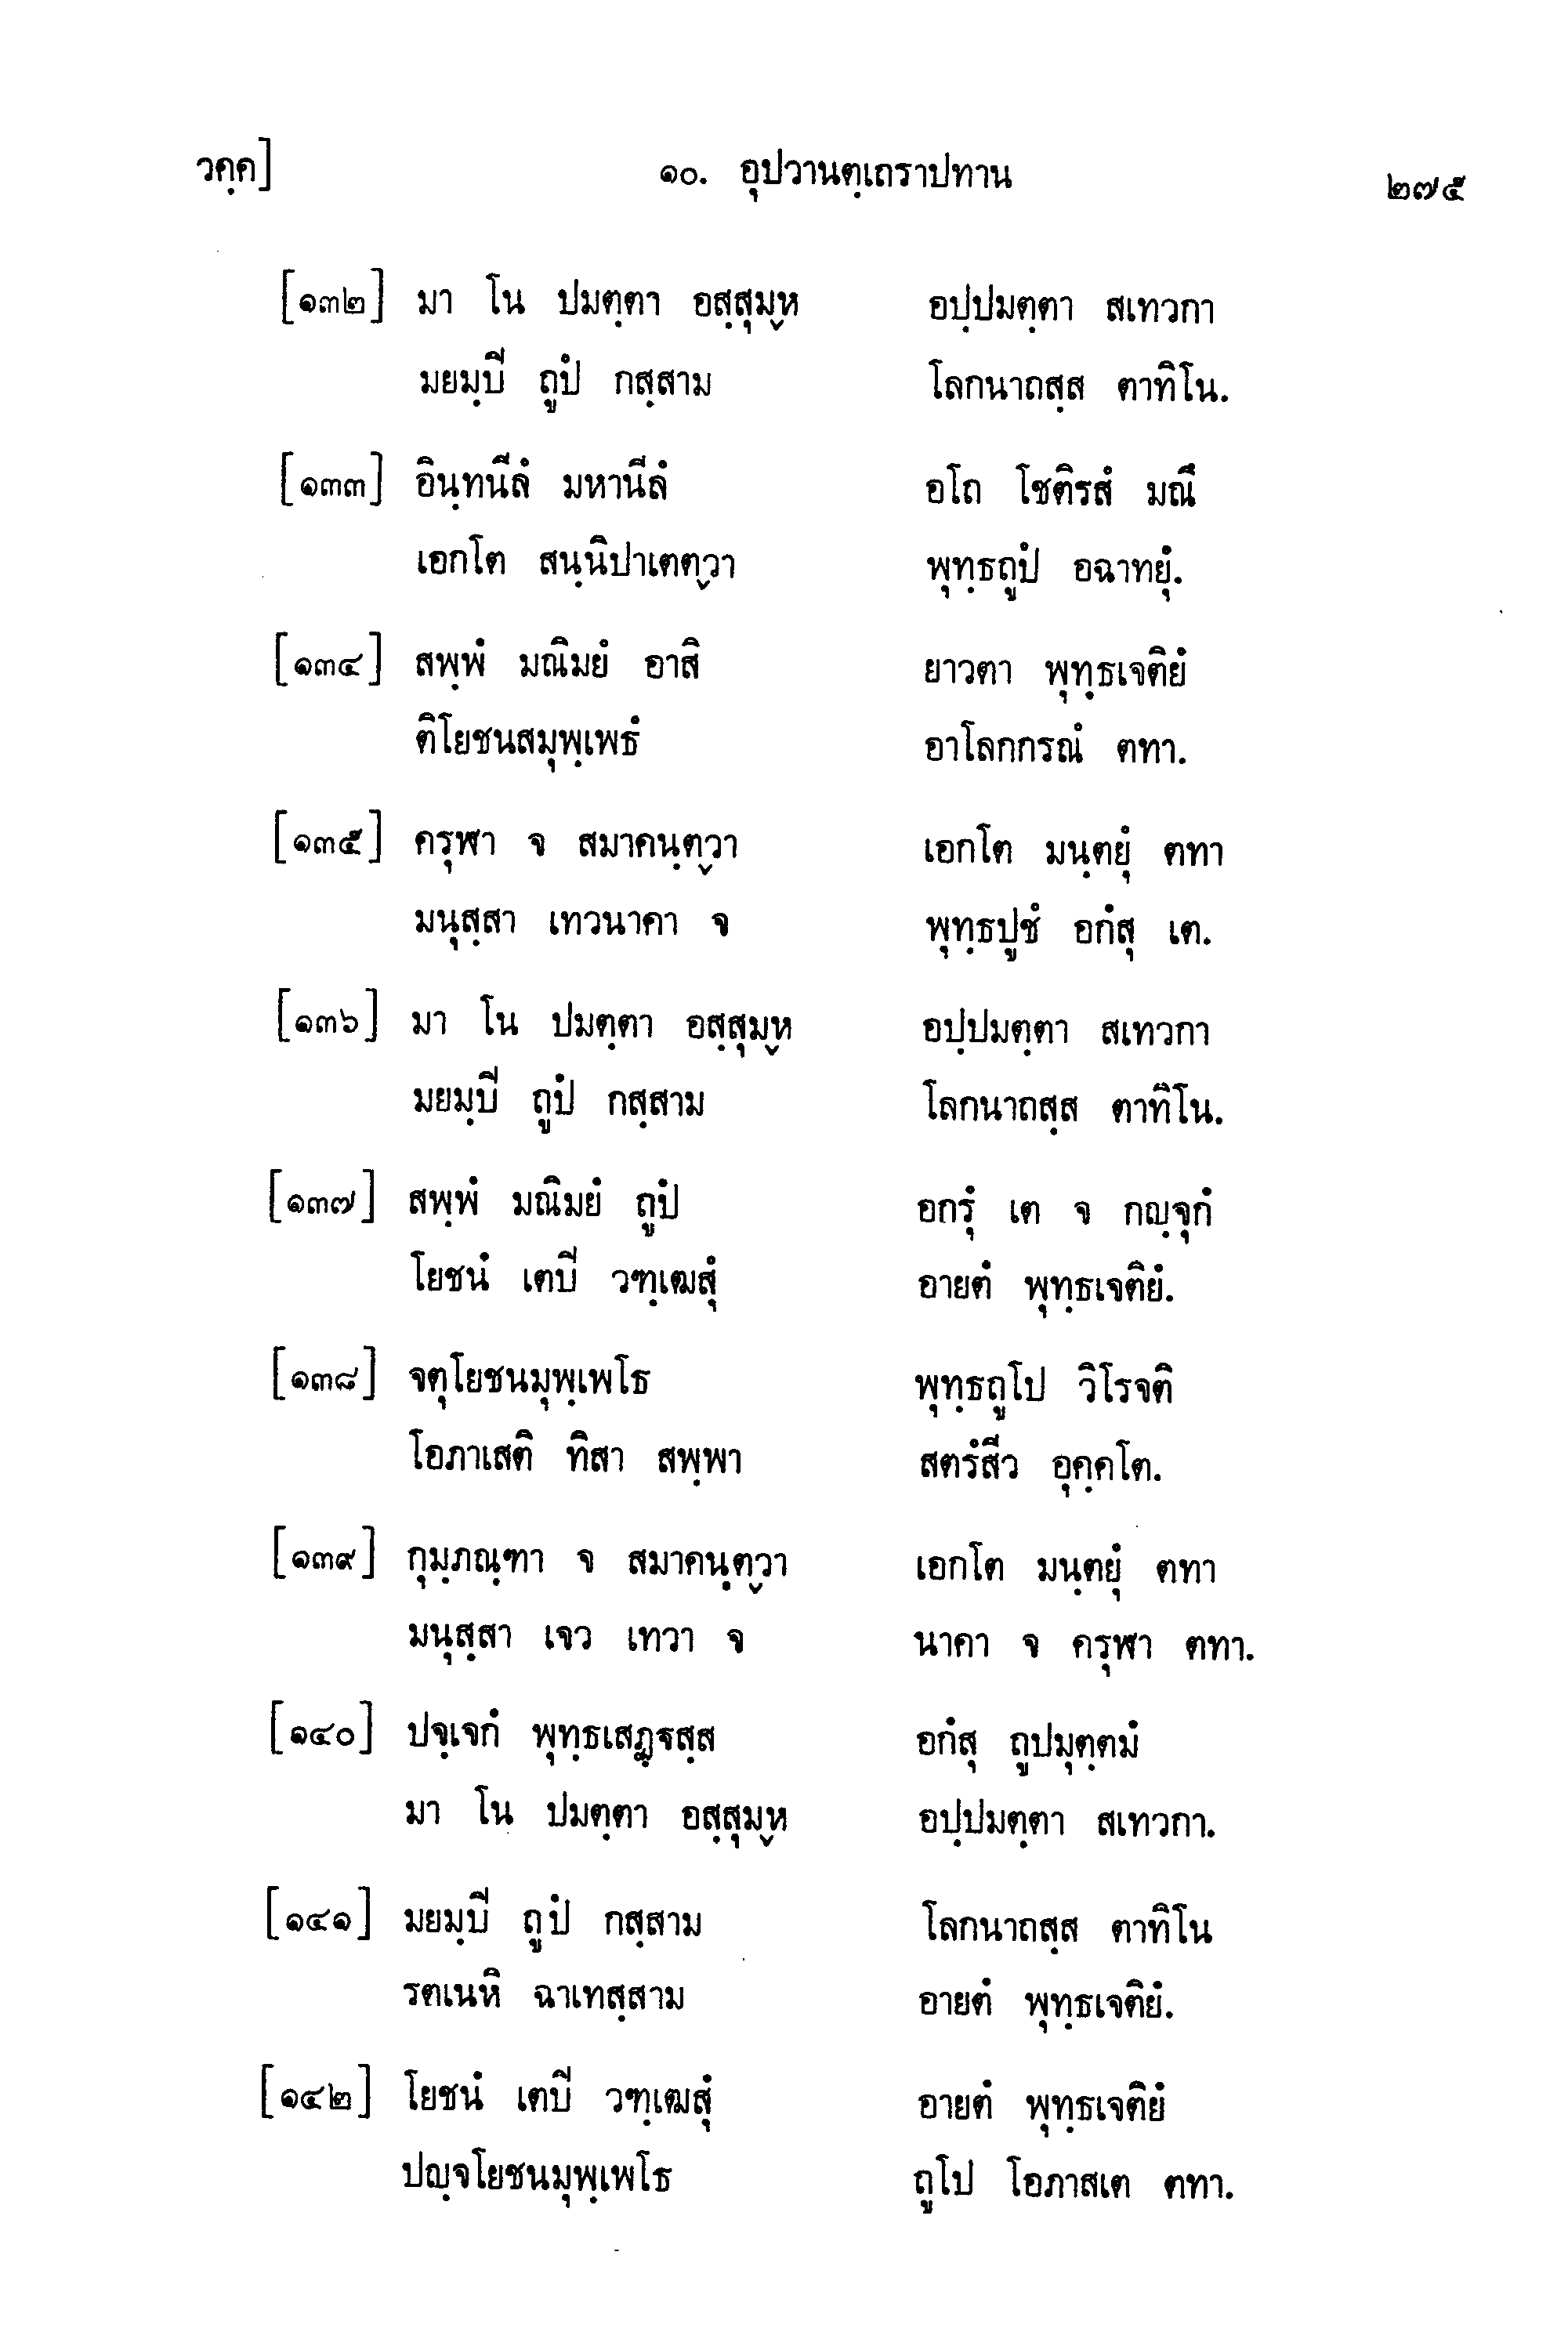 วคฺค] ๑๐. อุปวานตฺเถราปทาน ๒๗๕
[๑๓๒] มา โน ปมตฺตา อสฺสุมฺห อปฺปมตฺตา สเทวกา
มยมฺปิ ถูปํ กสฺสาม โลกนาถสฺส ตาทิโน.
[๑๓๓] อินฺทนีลํ มหานีลํ อโถ โชติรสํ มณึ
เอกโต สนฺนิปาเตตฺวา พุทฺธถูปํ อฉาทยุํ.
[๑๓๔] สพฺพํ มณิมยํ อาสิ ยาวตา พุทฺธเจติยํ
ติโยชนสมุพฺเพธํ อาโลกกรณํ ตทา.
[๑๓๕] ครุฬา จ สมาคนฺตฺวา เอกโต มนฺตยุํ ตทา
มนุสฺสา เทวนาคา จ พุทฺธปูชํ อกํสุ เต.
[๑๓๖] มา โน ปมตฺตา อสฺสุมฺห อปฺปมตฺตา สเทวกา
มยมฺบี ถูปํ กสฺสาม โลกนาถสฺส ตาทิโน.
[๑๓๗] สพฺพํ มณิมยํ ถูปํ อกรุํ เต จ กญฺจุกํ
โยชนํ เตบี วฑฺเฒสุํ อายตํ พุทฺธเจติยํ.
[๑๓๘] จตุโยชนมุพฺเพโธ พุทฺธถูโป วิโรจติ
โอภาเสติ ทิสา สพฺพา สตรํสีว อุคฺคโต.
[๑๓๙] กุมฺภณฺฑา จ สมาคนฺตฺวา เอกโต มนฺตยุํ ตทา
มนุสฺสา เจว เทวา จ นาคา จ ครุฬา ตทา.
[๑๔๐] ปจฺเจกํ พุทฺธเสฏฺฐสฺส อกํสุ ถูปมุตฺตมํ
มา โน ปมตฺตา อสฺสุมฺห อปฺปมตฺตา สเทวกา.
[๑๔๑] มยมฺบี ถูปํ กสฺสาม โลกนาถสฺส ตาทิโน
รตเนหิ ฉาเทสฺสาม อายตํ พุทฺธเจติยํ.
[๑๔๒] โยชนํ เตบี วฑฺเฒสุํ อายตํ พุทฺธเจติยํ
ปญฺจโยชนมุพฺเพโธ ถูโป โอภาสเต ตทา.